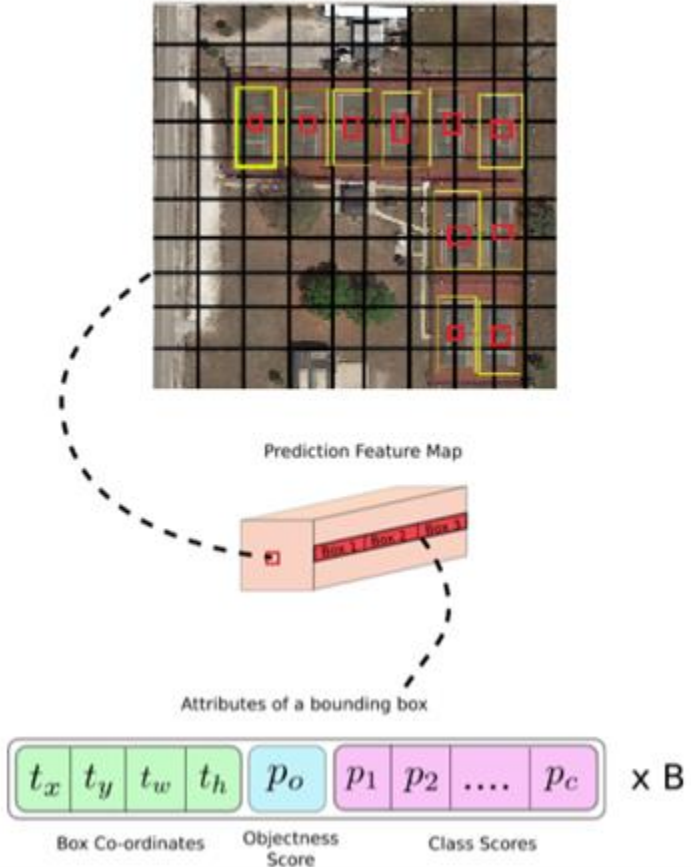 Prediction Feature Map
Box 1 Box 2 Box 3
Attributes of a bounding box
t_x t_y t_w t_h p_o p_1 p_2 .... p_c x B
Box Co-ordinates Objectness Score Class Scores